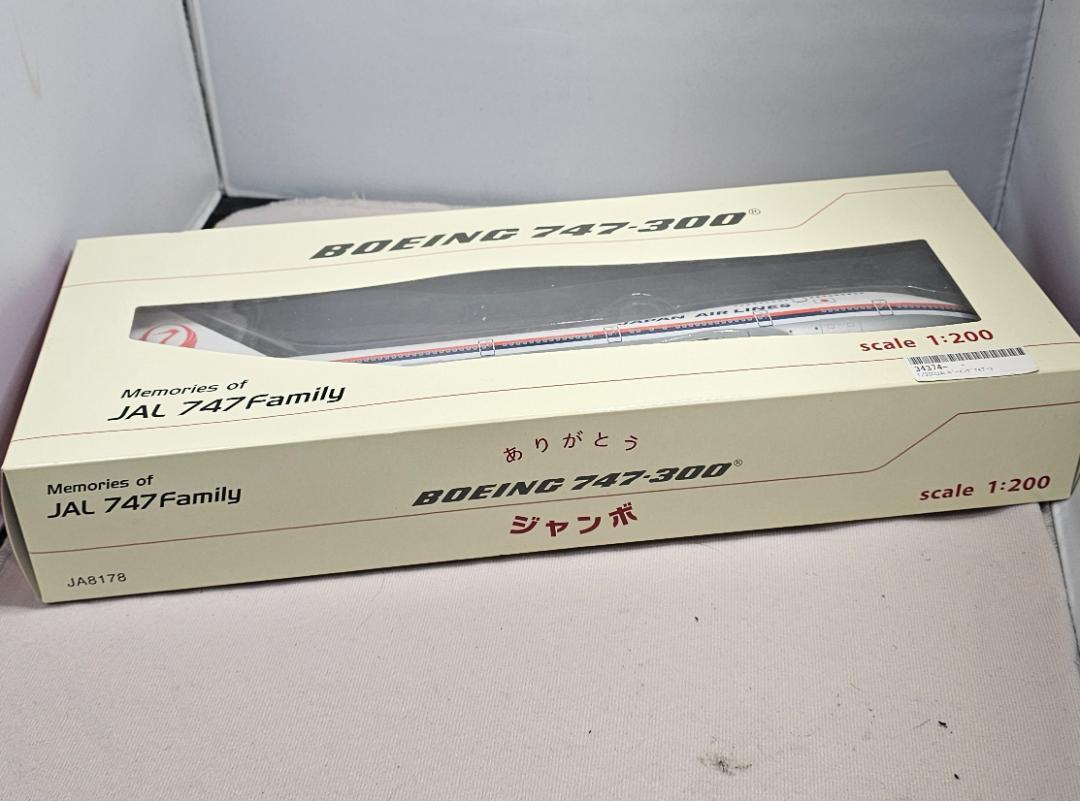 BOEING 747-300®
JAPAN AIR LINES
scale 1:200
34374-
Memories of
JAL 747Family
ありがとう
Memories of
JAL 747Family
BOEING 747-300®
scale 1:200
ジャンボ
JA8178